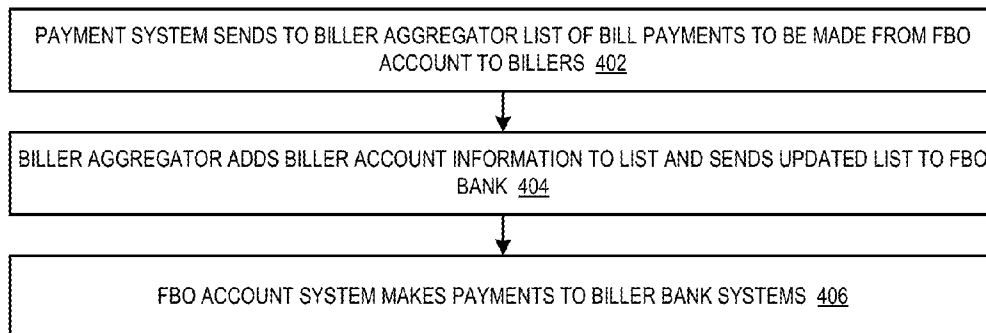 PAYMENT SYSTEM SENDS TO BILLER AGGREGATOR LIST OF BILL PAYMENTS TO BE MADE FROM FBO
ACCOUNT TO BILLERS 402
BILLER AGGREGATOR ADDS BILLER ACCOUNT INFORMATION TO LIST AND SENDS UPDATED LIST TO FBO
BANK 404
FBO ACCOUNT SYSTEM MAKES PAYMENTS TO BILLER BANK SYSTEMS 406